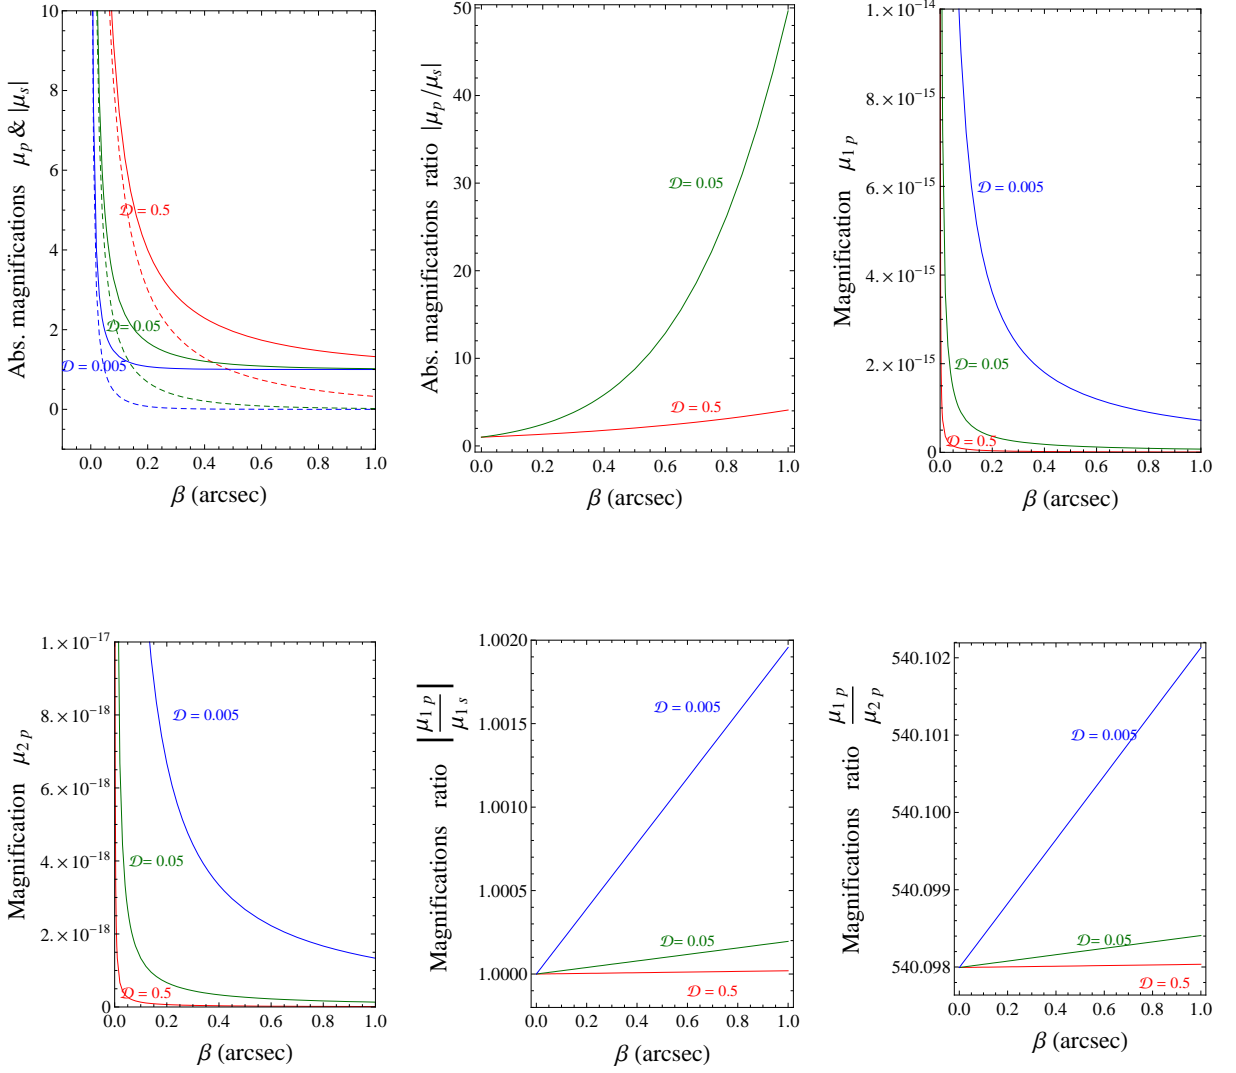 Abs. magnifications μp & |μs|
10
8
6
4
2
0
𝒟 = 0.5
𝒟= 0.05
𝒟 = 0.005
0.0 0.2 0.4 0.6 0.8 1.0
β (arcsec)
Abs. magnifications ratio |μp/μs|
50
40
30
20
10
0
𝒟= 0.05
𝒟 = 0.5
0.0 0.2 0.4 0.6 0.8 1.0
β (arcsec)
Magnification μ1 p
1.×10−14
8.×10−15
6.×10−15
4.×10−15
2.×10−15
0
𝒟 = 0.005
𝒟= 0.05
𝒟 = 0.5
0.0 0.2 0.4 0.6 0.8 1.0
β (arcsec)
Magnification μ2 p
1.×10−17
8.×10−18
6.×10−18
4.×10−18
2.×10−18
0
𝒟 = 0.005
𝒟= 0.05
𝒟 = 0.5
0.0 0.2 0.4 0.6 0.8 1.0
β (arcsec)
Magnifications ratio |μ1 p/μ1 s|
1.0020
1.0015
1.0010
1.0005
1.0000
𝒟 = 0.005
𝒟= 0.05
𝒟 = 0.5
0.0 0.2 0.4 0.6 0.8 1.0
β (arcsec)
Magnifications ratio μ1 p/μ2 p
540.102
540.101
540.100
540.099
540.098
𝒟 = 0.005
𝒟= 0.05
𝒟 = 0.5
0.0 0.2 0.4 0.6 0.8 1.0
β (arcsec)